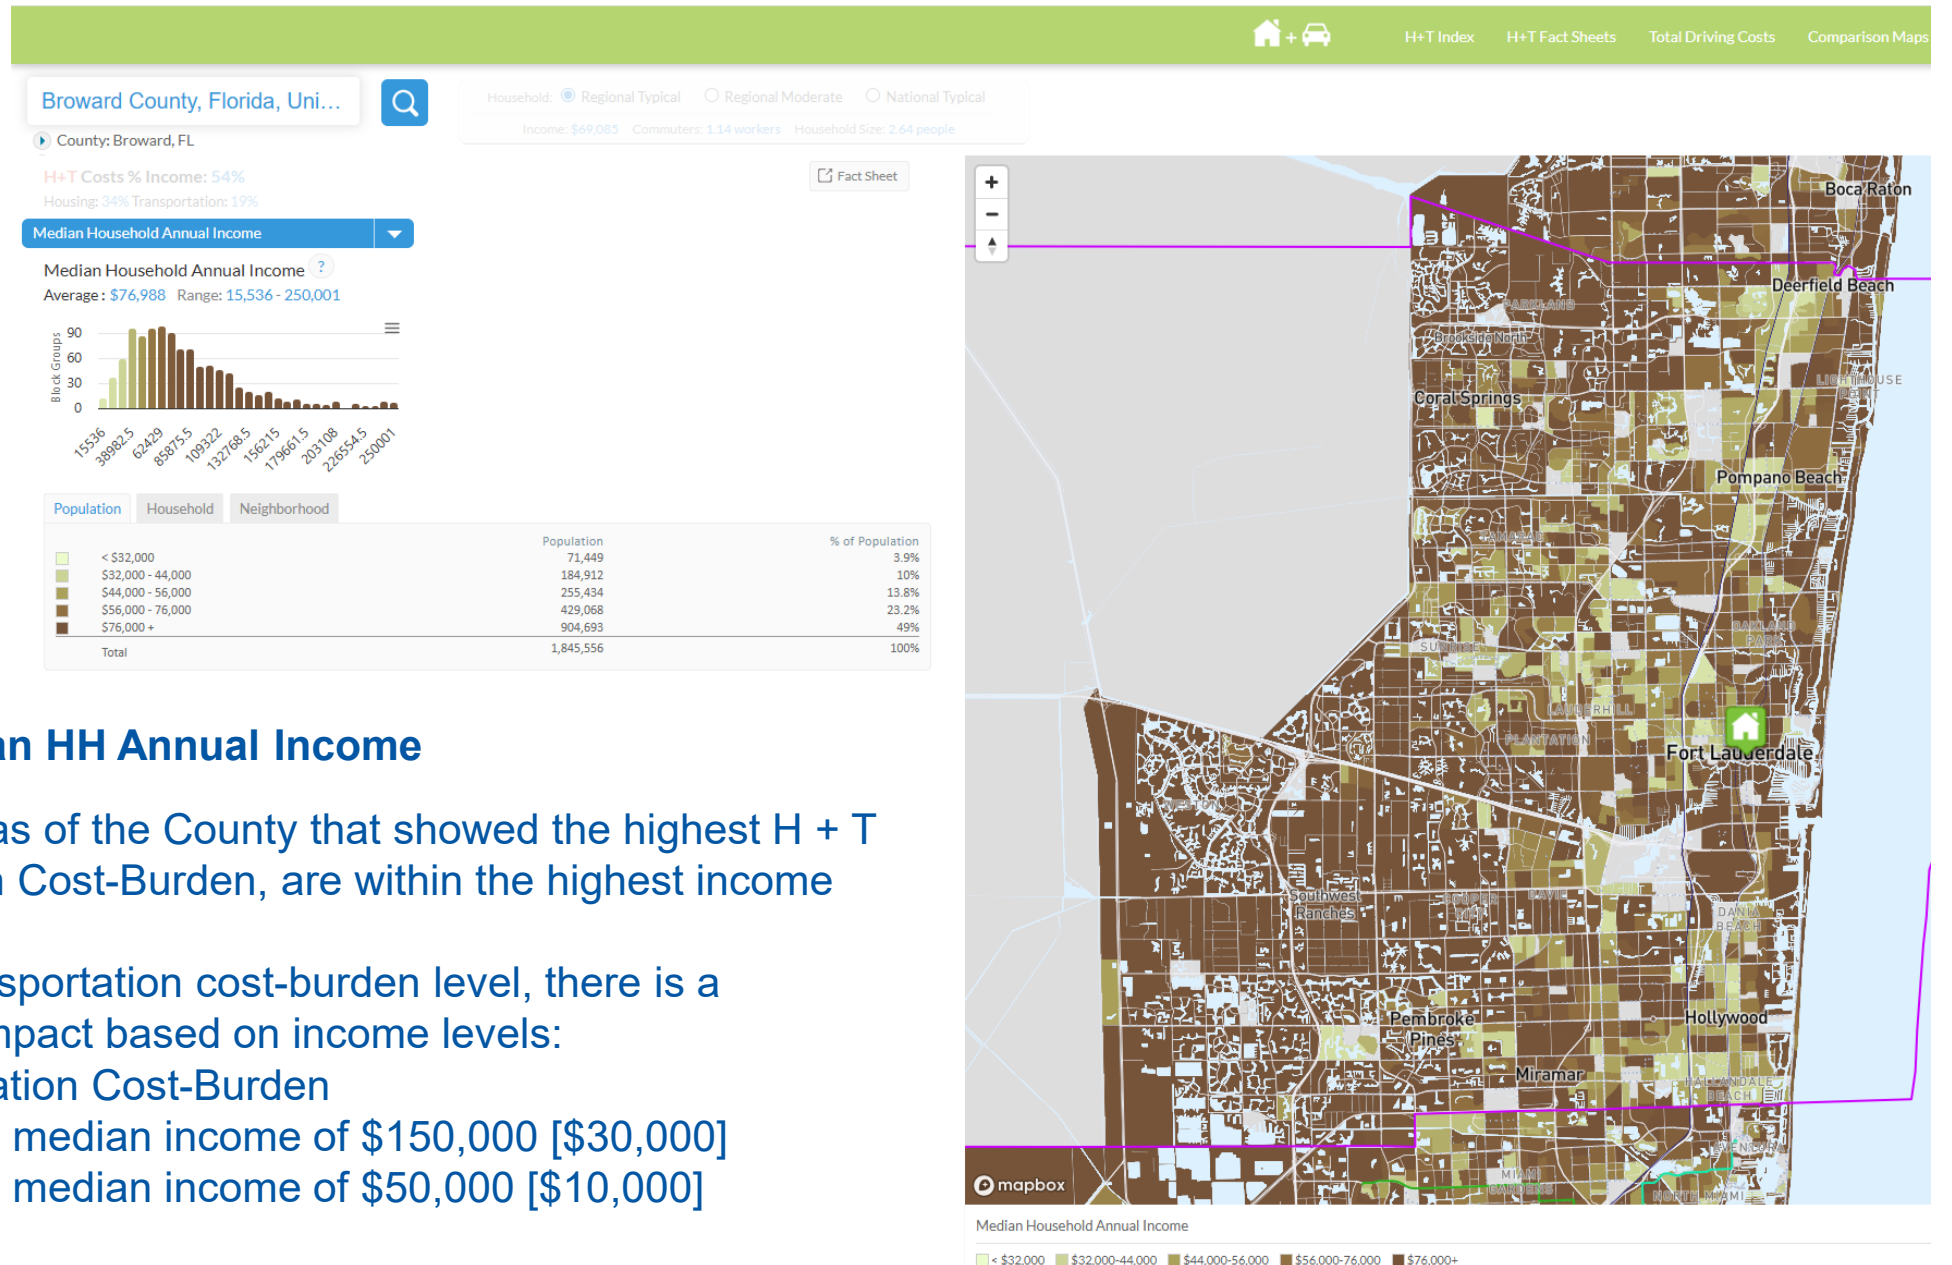 H+T Index H+T Fact Sheets Total Driving Costs Comparison Maps
Broward County, Florida, Uni...
County: Broward, FL
Household: Regional Typical Regional Moderate National Typical
Income: $69,085 Commuters: 1.14 workers Household Size: 2.64 people
H+T Costs % Income: 54%
Housing: 34% Transportation: 19%
Fact Sheet
Median Household Annual Income
Median Household Annual Income ?
Average: $76,988 Range: 15,536 - 250,001
Block Groups
90
60
30
0
15536 38982.5 62429 85875.5 109322 132768.5 156215 179661.5 203108 226554.5 250001
Population Household Neighborhood
Population % of Population
< $32,000 71,449 3.9%
$32,000 - 44,000 184,912 10%
$44,000 - 56,000 255,434 13.8%
$56,000 - 76,000 429,068 23.2%
$76,000 + 904,693 49%
Total 1,845,556 100%
an HH Annual Income
as of the County that showed the highest H + T
n Cost-Burden, are within the highest income
sportation cost-burden level, there is a
mpact based on income levels:
ation Cost-Burden
median income of $150,000 [$30,000]
median income of $50,000 [$10,000]
+
−
Boca Raton
Deerfield Beach
PARKLAND
Brookside North
LIGHTHOUSE
POINT
Coral Springs
Pompano Beach
TAMARAC
OAKLAND
PARK
SUNRISE
LAUDERHILL
PLANTATION
Fort Lauderdale
WESTON
Southwest
Ranches
COOPER
CITY
DAVIE
DANIA
BEACH
Pembroke
Pines
Hollywood
Miramar
HALLANDALE
BEACH
AVENTURA
MIAMI
GARDENS
NORTH MIAMI
mapbox
Median Household Annual Income
< $32,000 $32,000-44,000 $44,000-56,000 $56,000-76,000 $76,000+